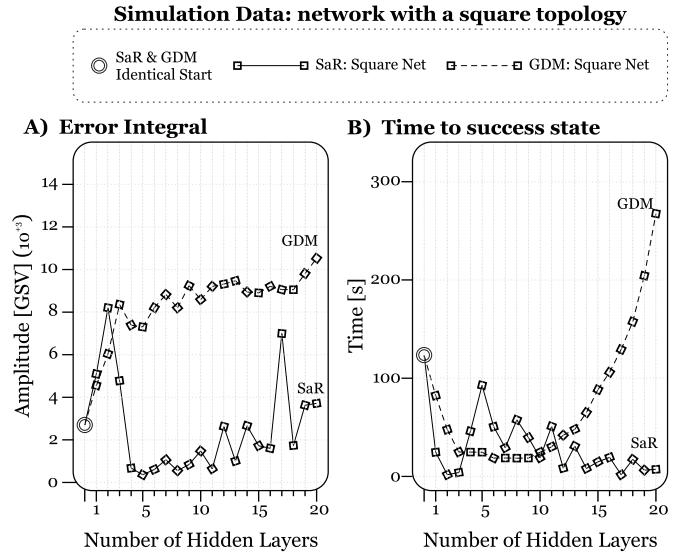 Simulation Data: network with a square topology
SaR & GDM
Identical Start
SaR: Square Net
GDM: Square Net
A) Error Integral
B) Time to success state
Amplitude [GSV] (10⁺³)
14
12
10
8
6
4
2
0
GDM
SaR
1 5 10 15 20
Number of Hidden Layers
Time [s]
300
200
100
0
GDM
SaR
1 5 10 15 20
Number of Hidden Layers